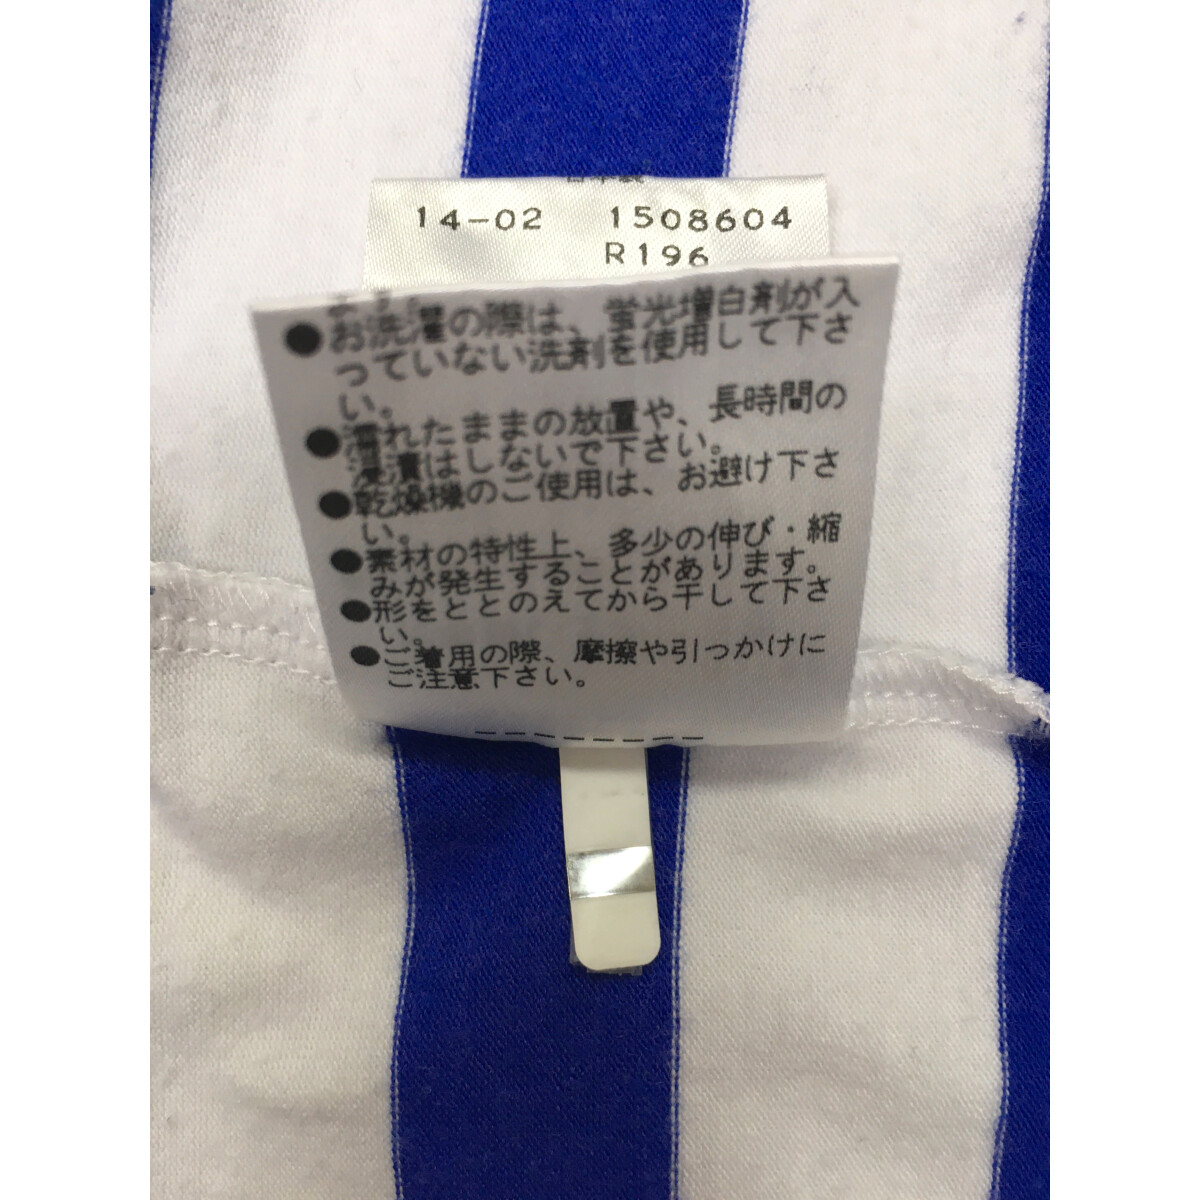 日本製
14-02 1508604
R196
ます。
●お洗濯の際は、蛍光増白剤が入
っていない洗剤を使用して下さ
い。
●濡れたままの放置や、長時間の
浸漬はしないで下さい。
●乾燥機のご使用は、お避け下さ
い。
●素材の特性上、多少の伸び・縮
みが発生することがあります。
●形をととのえてから干して下さ
い。
●ご着用の際、摩擦や引っかけに
ご注意下さい。